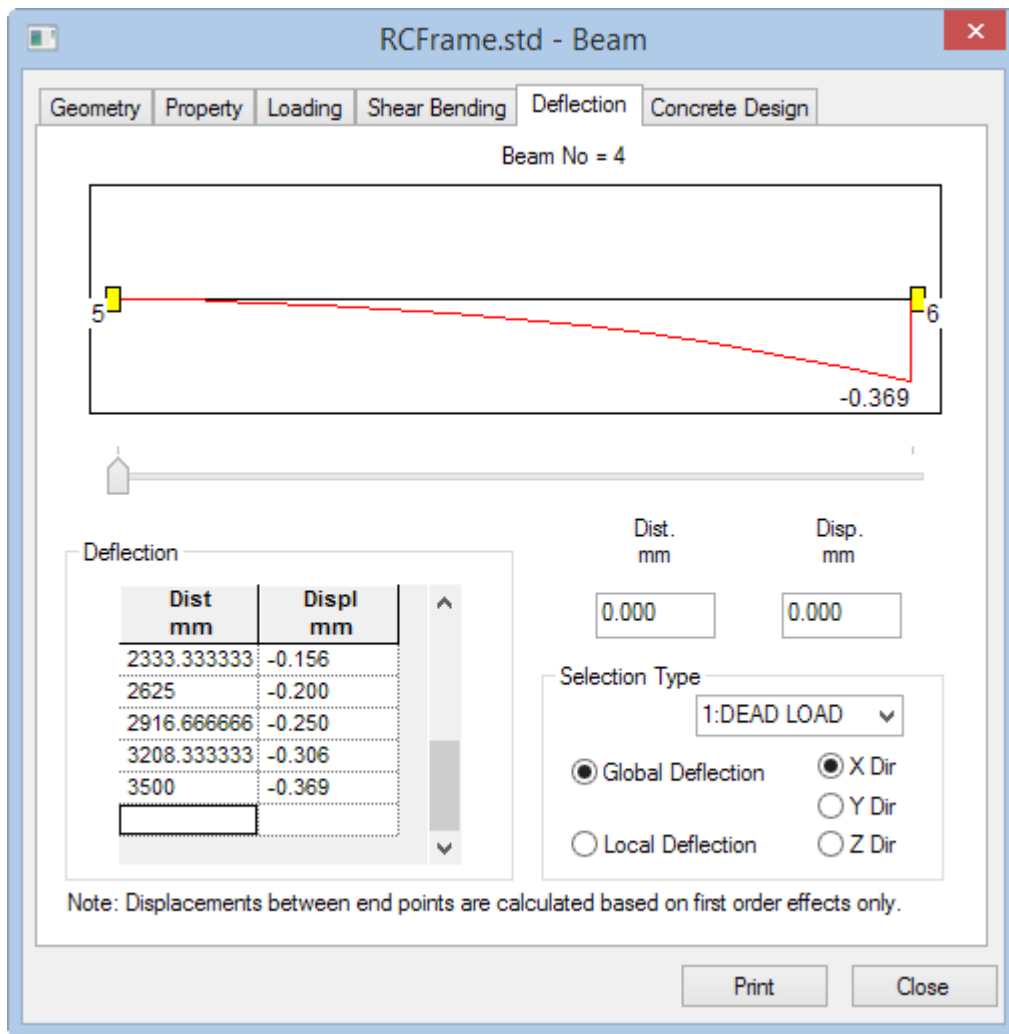 RCFrame.std - Beam
Geometry Property Loading Shear Bending Deflection Concrete Design
Beam No = 4
5 6
-0.369
Dist. Disp.
mm mm
Deflection
Dist Displ
mm mm
0.000 0.000
2333.333333 -0.156
2625 -0.200
2916.666666 -0.250
3208.333333 -0.306
3500 -0.369
Selection Type
1:DEAD LOAD
Global Deflection X Dir
Y Dir
Local Deflection Z Dir
Note: Displacements between end points are calculated based on first order effects only.
Print Close